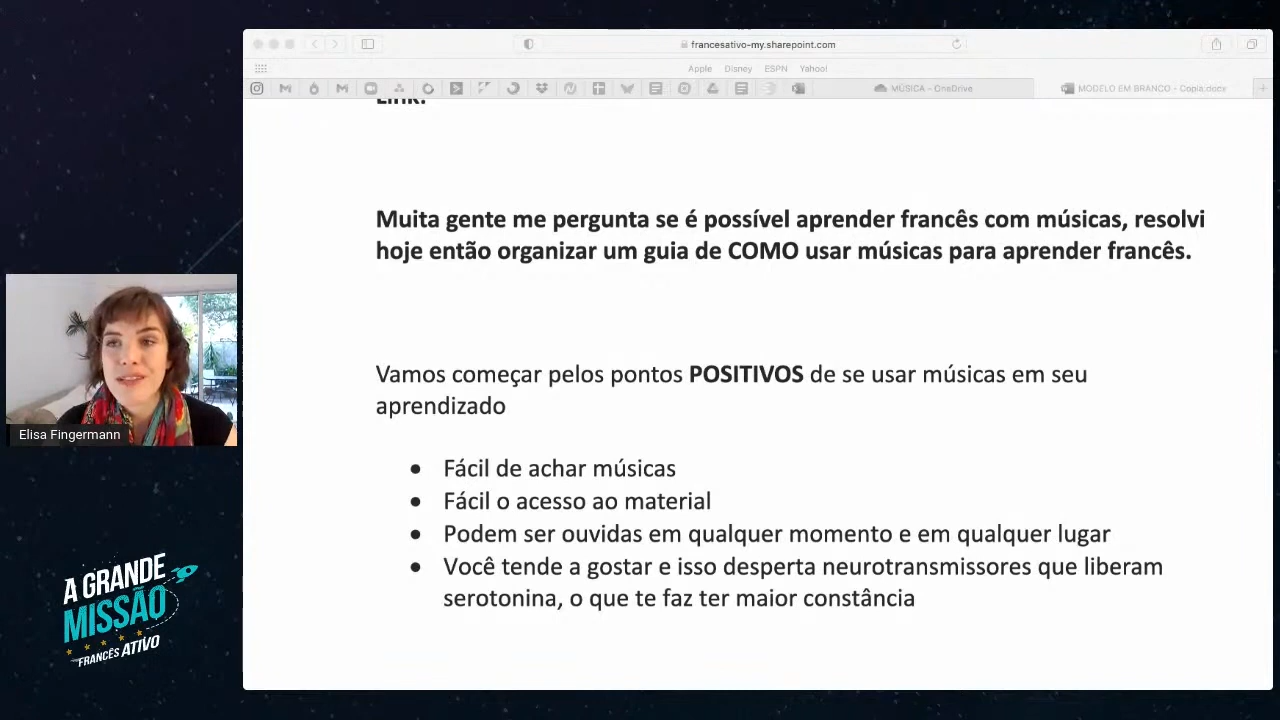 francesativo-my.sharepoint.com
Apple Disney ESPN Yahoo!
MÚSICA - OneDrive
MODELO EM BRANCO - Copia.docx
Link:
Muita gente me pergunta se é possível aprender francês com músicas, resolvi
hoje então organizar um guia de COMO usar músicas para aprender francês.
Vamos começar pelos pontos POSITIVOS de se usar músicas em seu
aprendizado
• Fácil de achar músicas
• Fácil o acesso ao material
• Podem ser ouvidas em qualquer momento e em qualquer lugar
• Você tende a gostar e isso desperta neurotransmissores que liberam
serotonina, o que te faz ter maior constância
Elisa Fingermann
A GRANDE
MISSÃO
FRANCÊS ATIVO